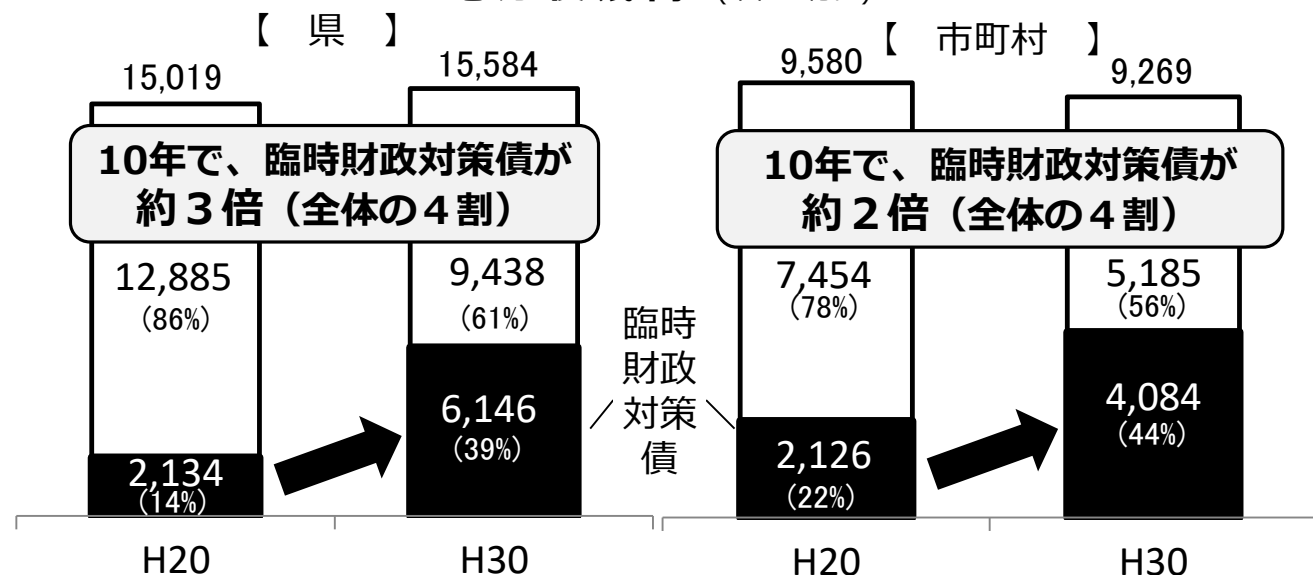 【 県 】
15,019
15,584
10年で、臨時財政対策債が
約３倍（全体の４割）
12,885
(86%)
9,438
(61%)
6,146
(39%)
2,134
(14%)
H20
H30
臨時
財政
対策
債
【 市町村 】
9,580
9,269
10年で、臨時財政対策債が
約２倍（全体の４割）
7,454
(78%)
5,185
(56%)
4,084
(44%)
2,126
(22%)
H20
H30